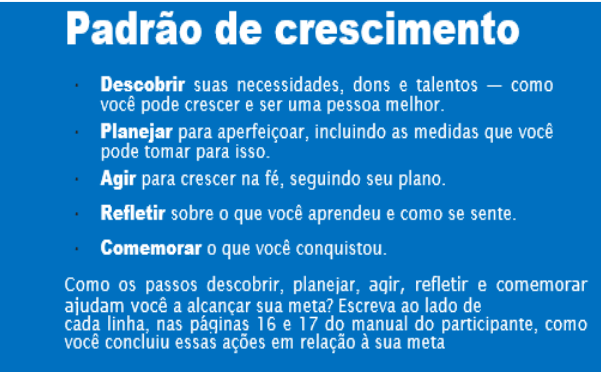 Padrão de crescimento
· Descobrir suas necessidades, dons e talentos — como
você pode crescer e ser uma pessoa melhor.
· Planejar para aperfeiçoar, incluindo as medidas que você
pode tomar para isso.
· Agir para crescer na fé, seguindo seu plano.
· Refletir sobre o que você aprendeu e como se sente.
· Comemorar o que você conquistou.
Como os passos descobrir, planejar, agir, refletir e comemorar
ajudam você a alcançar sua meta? Escreva ao lado de
cada linha, nas páginas 16 e 17 do manual do participante, como
você concluiu essas ações em relação à sua meta